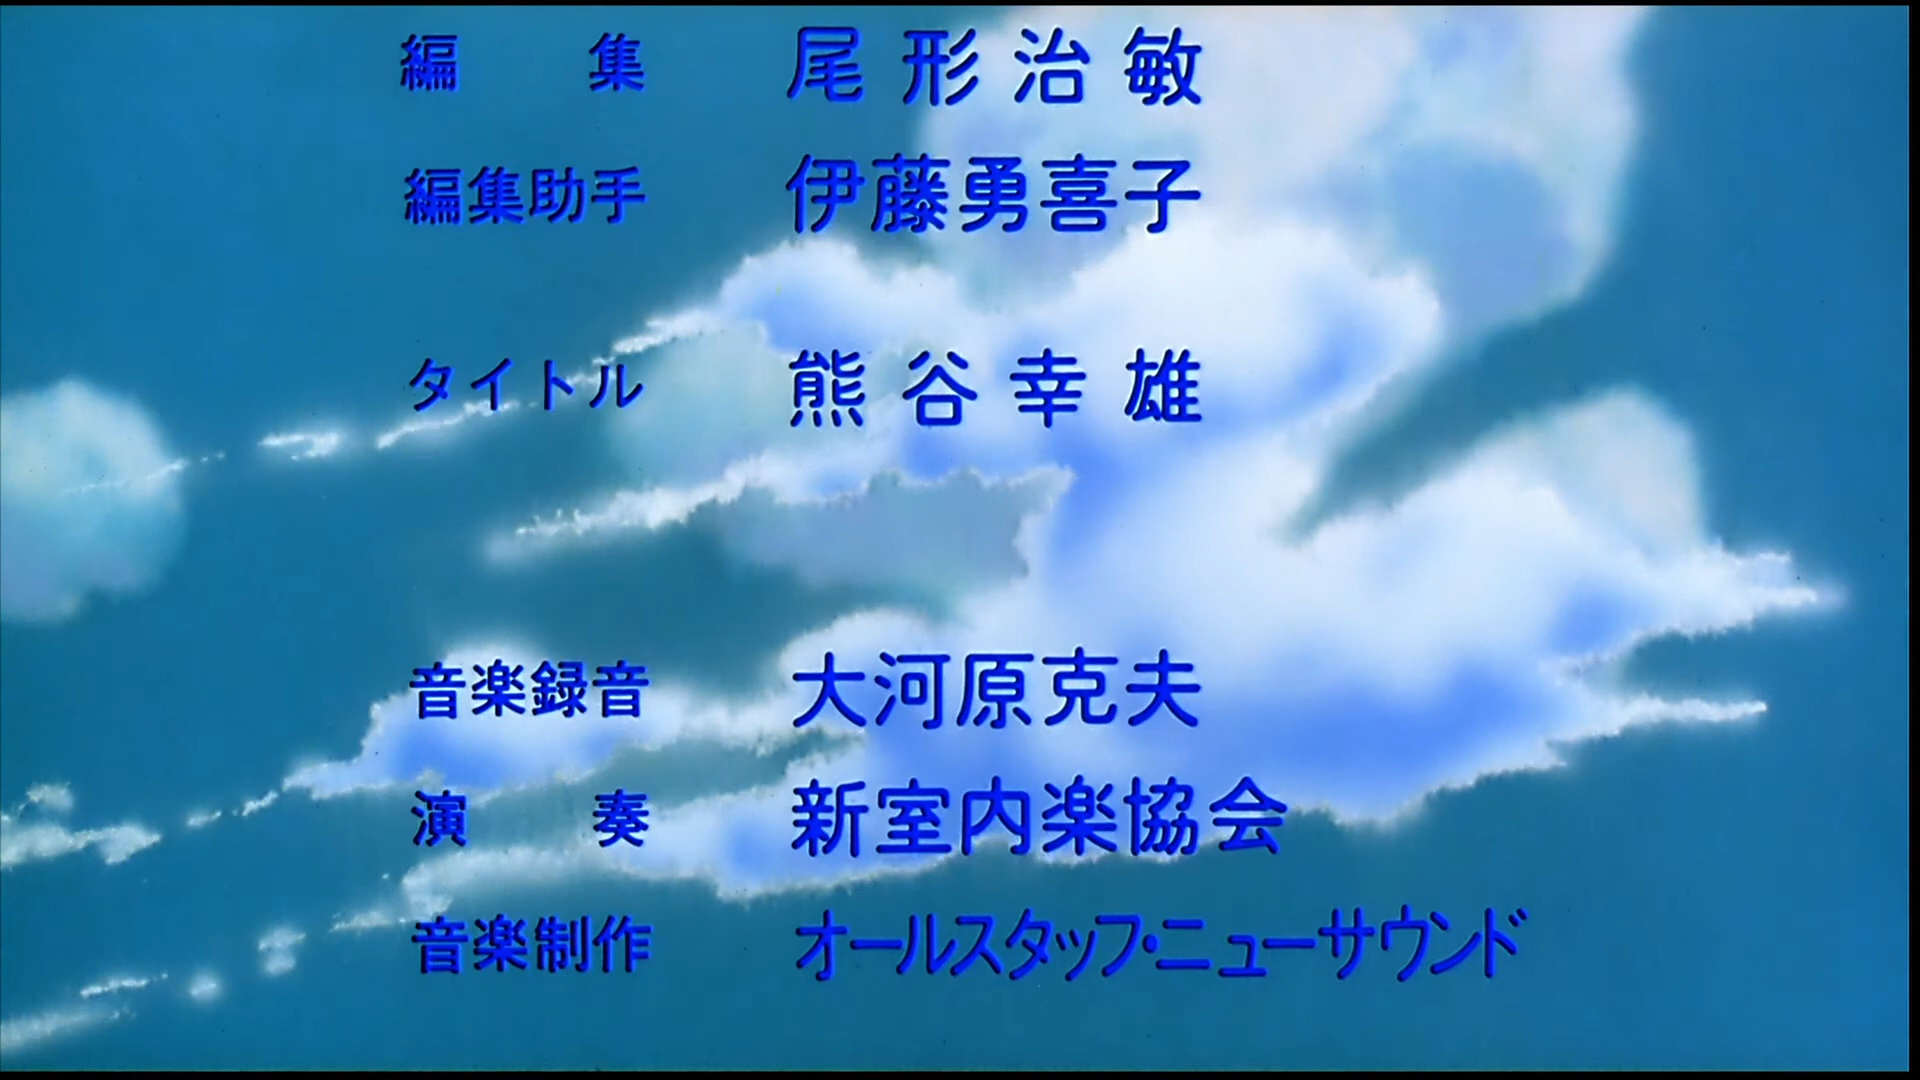 編集 尾形治敏
編集助手 伊藤勇喜子
タイトル 熊谷幸雄
音楽録音 大河原克夫
演奏 新室内楽協会
音楽制作 オールスタッフ・ニューサウンド